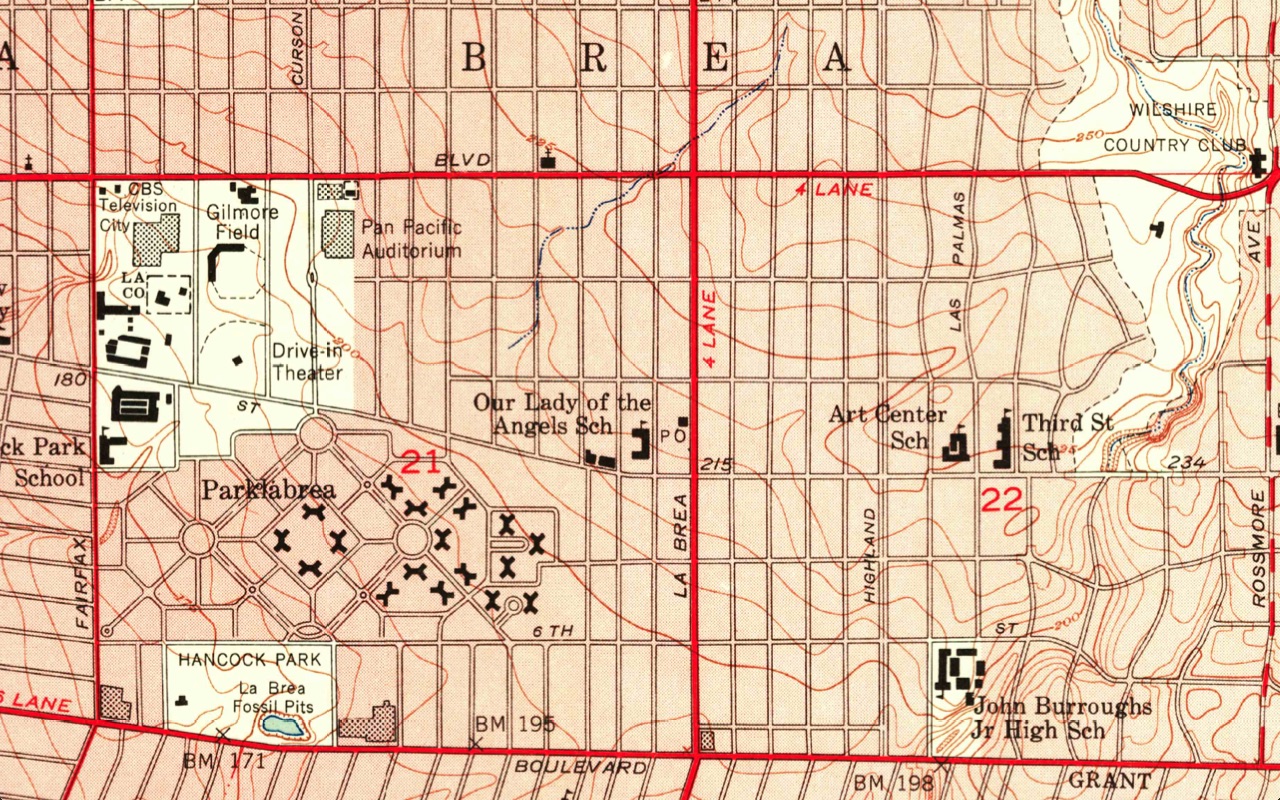 CURSON
A
B R E A
WILSHIRE
COUNTRY CLUB
250
225
BLVD
4 LANE
CBS
Television
City
Gilmore
Field
Pan Pacific
Auditorium
LA
CO
PALMAS
LAS
AVE
4 LANE
Drive-in
Theater
200
180
ST
Our Lady of the
Angels Sch
PO
Art Center
Sch
Third St
Sch
ck Park
School
21
215
234
22
Parklabrea
FAIRFAX
LA BREA
HIGHLAND
ROSSMORE
175
6 TH
ST
200
HANCOCK PARK
La Brea
Fossil Pits
6 LANE
BM 195
BM 171
BOULEVARD
John Burroughs
Jr High Sch
BM 198
GRANT